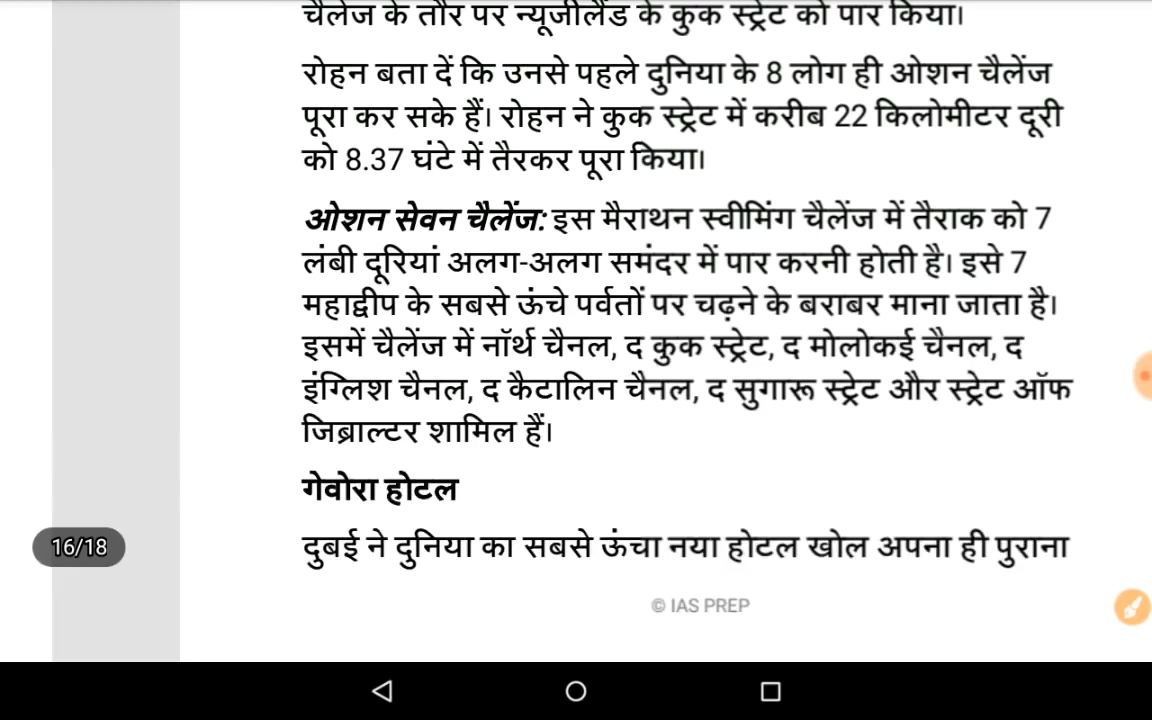 चैलेंज के तौर पर न्यूजीलैंड के कुक स्ट्रेट को पार किया।
रोहन बता दें कि उनसे पहले दुनिया के 8 लोग ही ओशन चैलेंज
पूरा कर सके हैं। रोहन ने कुक स्ट्रेट में करीब 22 किलोमीटर दूरी
को 8.37 घंटे में तैरकर पूरा किया।
ओशन सेवन चैलेंज: इस मैराथन स्वीमिंग चैलेंज में तैराक को 7
लंबी दूरियां अलग-अलग समंदर में पार करनी होती है। इसे 7
महाद्वीप के सबसे ऊंचे पर्वतों पर चढ़ने के बराबर माना जाता है।
इसमें चैलेंज में नॉर्थ चैनल, द कुक स्ट्रेट, द मोलोकई चैनल, द
इंग्लिश चैनल, द कैटालिन चैनल, द सुगारू स्ट्रेट और स्ट्रेट ऑफ
जिब्राल्टर शामिल हैं।
गेवोरा होटल
16/18
दुबई ने दुनिया का सबसे ऊंचा नया होटल खोल अपना ही पुराना
© IAS PREP